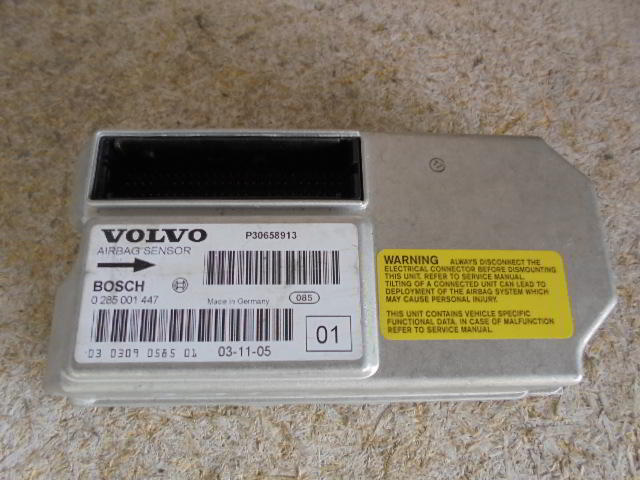 VOLVO
P30658913
AIRBAG SENSOR
BOSCH
0 285 001 447
Made in Germany
085
03 0309 0585 01
03-11-05
01
WARNING ALWAYS DISCONNECT THE
ELECTRICAL CONNECTOR BEFORE DISMOUNTING
THIS UNIT. REFER TO SERVICE MANUAL.
TILTING OF A CONNECTED UNIT CAN LEAD TO
DEPLOYMENT OF THE AIRBAG SYSTEM WHICH
MAY CAUSE PERSONAL INJURY.
THIS UNIT CONTAINS VEHICLE SPECIFIC
FUNCTIONAL DATA. IN CASE OF MALFUNCTION
REFER TO SERVICE MANUAL.